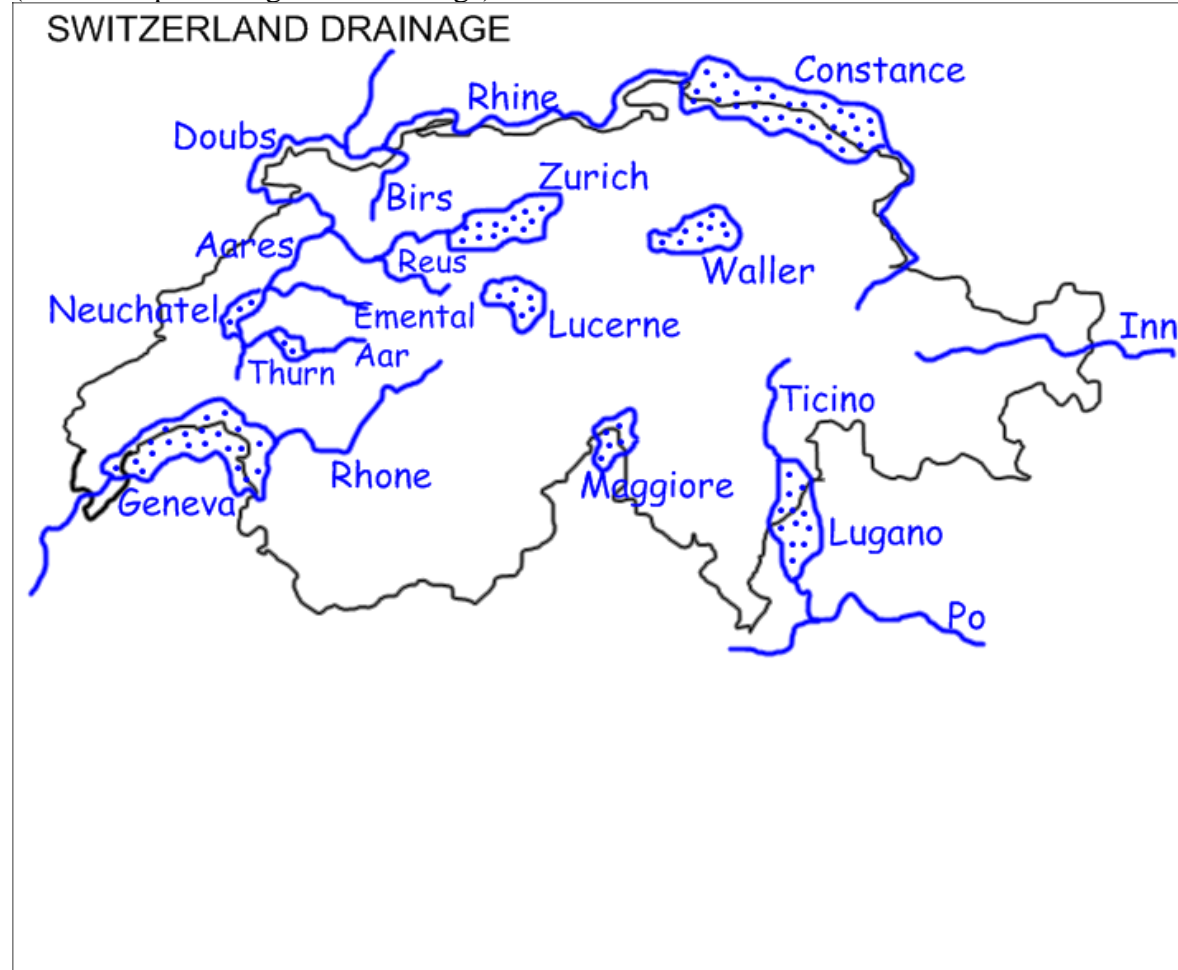 SWITZERLAND DRAINAGE
Constance
Rhine
Doubs
Zurich
Birs
Aares
Reus
Waller
Neuchatel
Emental
Lucerne
Inn
Aar
Thurn
Ticino
Rhone
Maggiore
Geneva
Lugano
Po